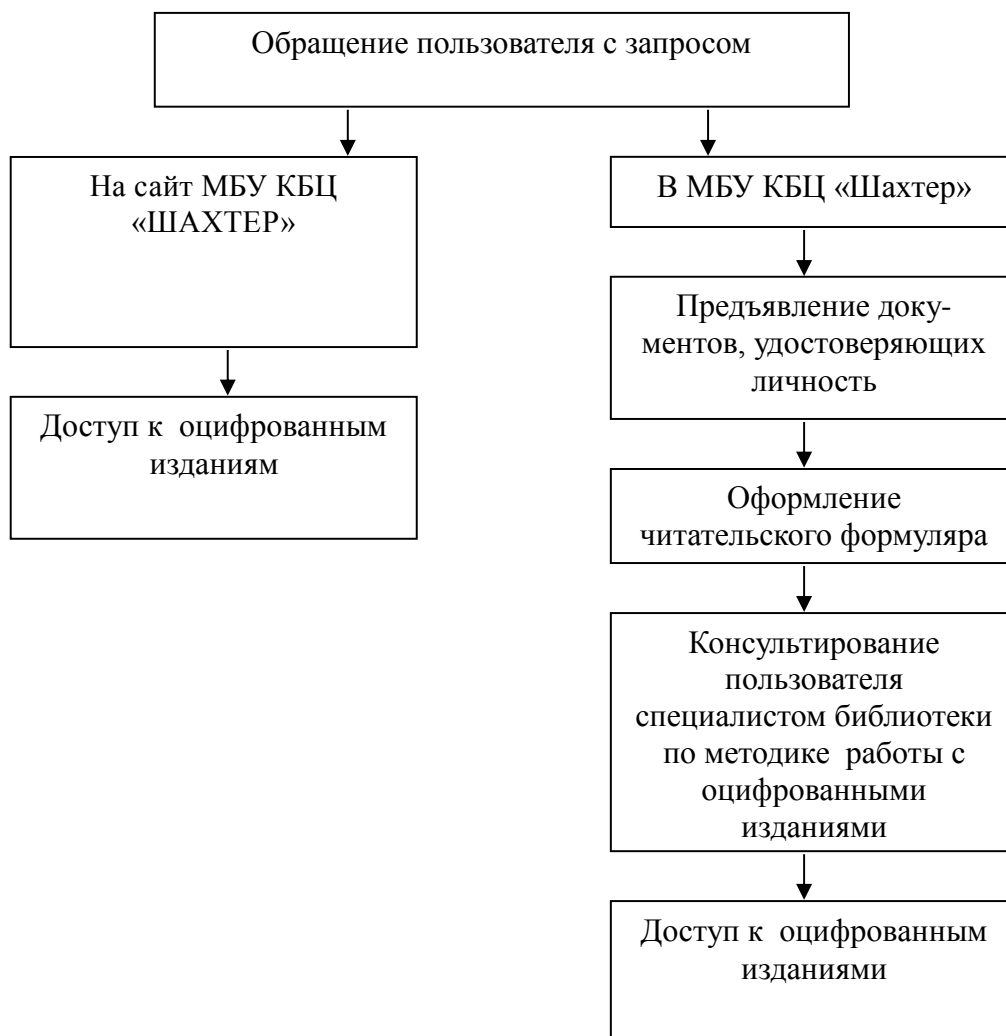 Обращение пользователя с запросом
На сайт МБУ КБЦ
«ШАХТЕР»
Доступ к  оцифрованным
изданиям
В МБУ КБЦ «Шахтер»
Предъявление доку-
ментов, удостоверяющих
личность
Оформление
читательского формуляра
Консультирование
пользователя
специалистом библиотеки
по методике  работы с
оцифрованными
изданиями
Доступ к  оцифрованным
изданиями